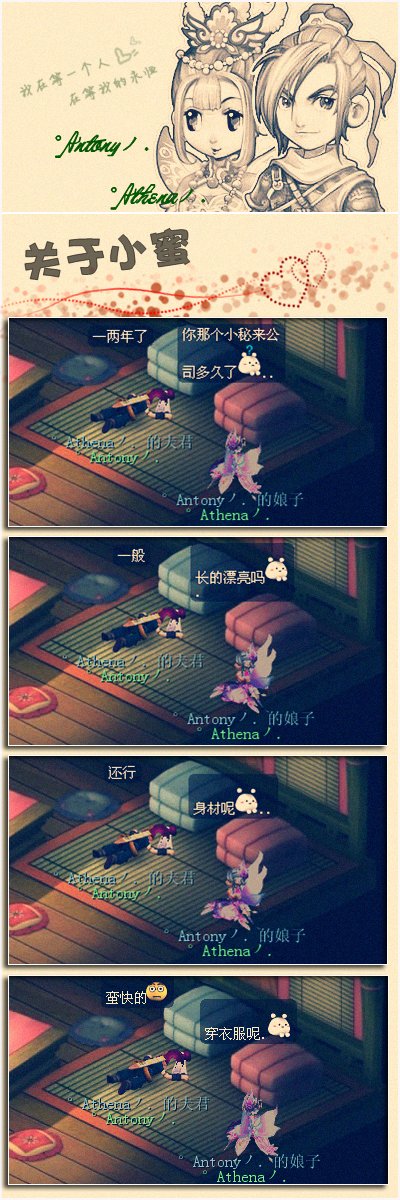 我在等一个人
在等我的永恒
°Antonyノ.
°Athenaノ.
关于小蜜
一两年了
你那个小秘来公
司多久了?..
°Athenaノ. 的夫君
°Antonyノ.
°Antonyノ. 的娘子
°Athenaノ.
一般
长的漂亮吗
.
°Athenaノ. 的夫君
°Antonyノ.
°Antonyノ. 的娘子
°Athenaノ.
还行
身材呢..
°Athenaノ. 的夫君
°Antonyノ.
°Antonyノ. 的娘子
°Athenaノ.
蛮快的
穿衣服呢.
°Athenaノ. 的夫君
°Antonyノ.
°Antonyノ. 的娘子
°Athenaノ.